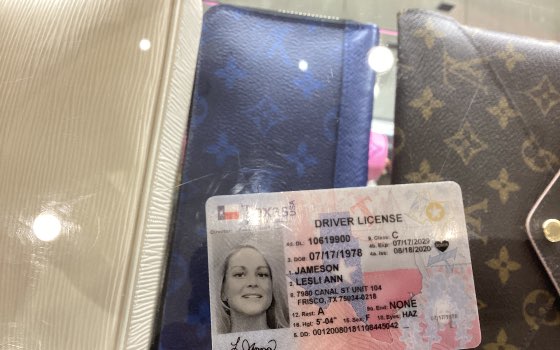 Texas
DRIVER LICENSE
4d. DL: 10619900 9. Class: C
3. DOB: 07/17/1978 4b. Exp: 07/17/2029
4a. Iss: 08/18/2020
1. JAMESON
2. LESLI ANN
8. 7980 CANAL ST UNIT 104
FRISCO, TX 75034-0218
12. Rest: A 9a. End: NONE
16. Hgt: 5'-04" 15. Sex: F 18. Eyes: HAZ
5. DD: 00120080181108445042